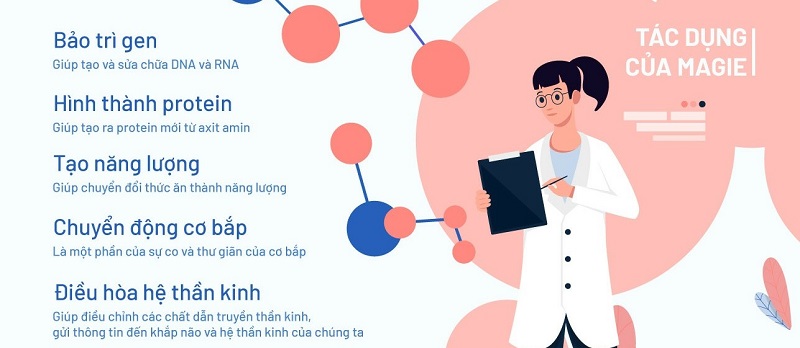 Bảo trì gen
Giúp tạo và sửa chữa DNA và RNA
Hình thành protein
Giúp tạo ra protein mới từ axit amin
Tạo năng lượng
Giúp chuyển đổi thức ăn thành năng lượng
Chuyển động cơ bắp
Là một phần của sự co và thư giãn của cơ bắp
Điều hòa hệ thần kinh
Giúp điều chỉnh các chất dẫn truyền thần kinh,
gửi thông tin đến khắp não và hệ thần kinh của chúng ta
TÁC DỤNG
CỦA MAGIE